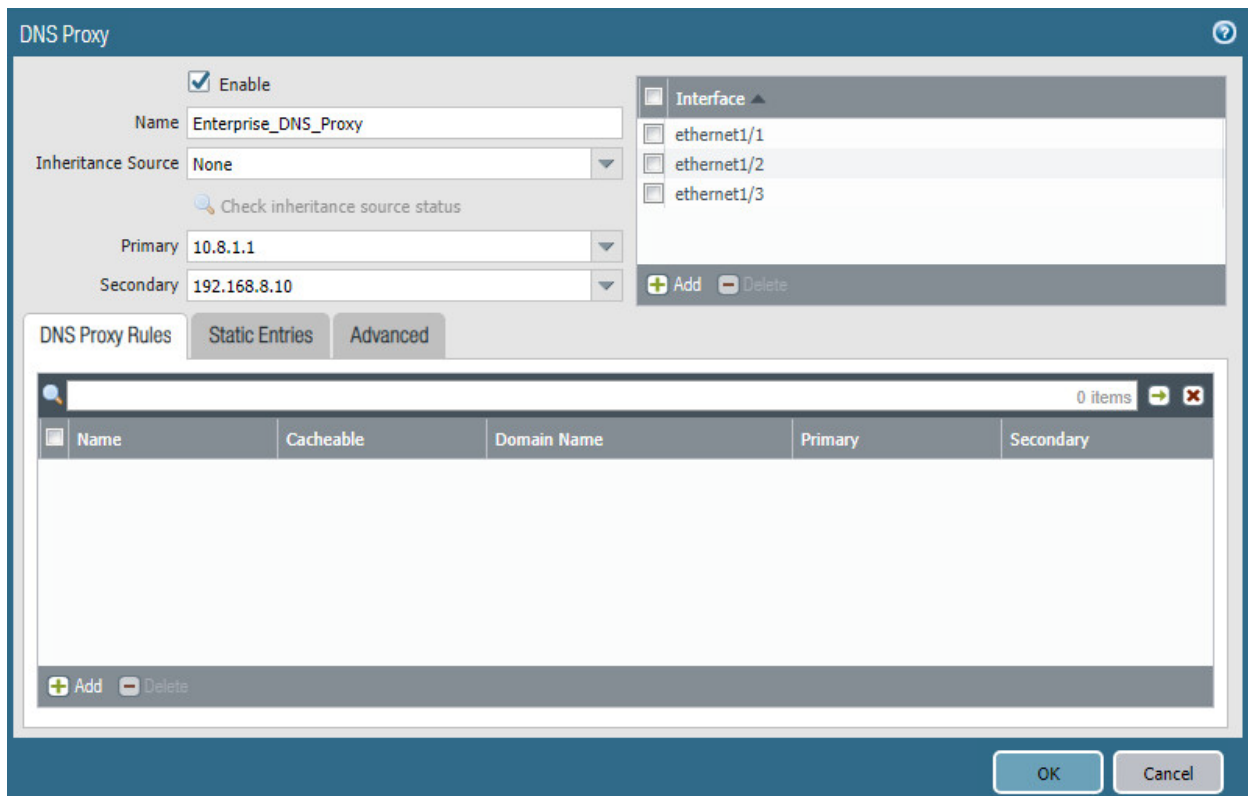 DNS Proxy
Enable
Name Enterprise_DNS_Proxy
Inheritance Source None
Check inheritance source status
Primary 10.8.1.1
Secondary 192.168.8.10
Interface
ethernet1/1
ethernet1/2
ethernet1/3
Add Delete
DNS Proxy Rules Static Entries Advanced
0 items
Name Cacheable Domain Name Primary Secondary
Add Delete
OK Cancel